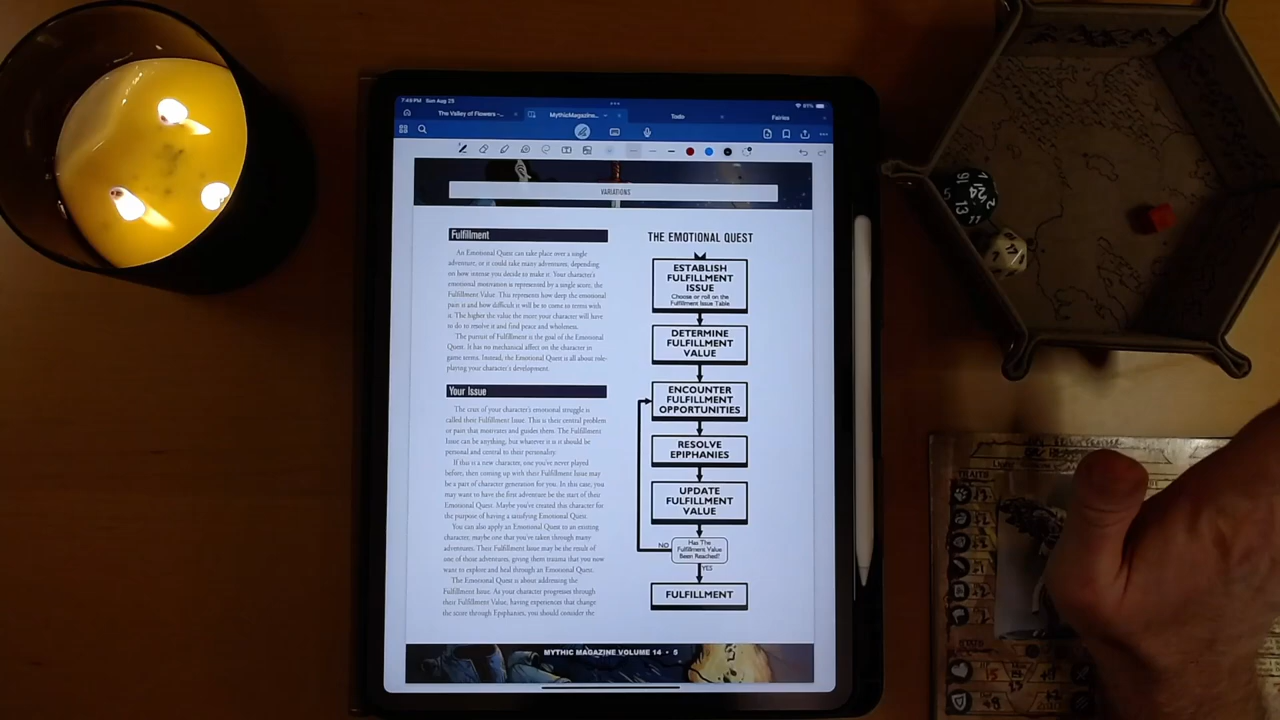 7:49 PM Sun Aug 25
81%
The Valley of Flowers -...
MythicMagazine...
Tools
Fairies
VARIATIONS
Fulfillment
An Emotional Quest can take place over a single
adventure, or it could take many adventures, depending
on how intense you decide to make it. Your character's
emotional motivation is represented by a single score, the
Fulfillment Value. This represents how deep the emotional
pain is and how difficult it will be to come to terms with
it. The higher the value the more your character will have
to do to resolve it and find peace and wholeness.
The pursuit of Fulfillment is the goal of the Emotional
Quest. It has no mechanical affect on the character in
game terms. Instead, the Emotional Quest is all about role-
playing your character's development.
Your Issue
The crux of your character's emotional struggle is
called their Fulfillment Issue. This is their central problem
or pain that motivates and guides them. The Fulfillment
Issue can be anything, but whatever it is it should be
personal and central to their personality.
If this is a new character, one you've never played
before, then coming up with their Fulfillment Issue may
be a part of character generation for you. In this case, you
may want to have the first adventure be the start of their
Emotional Quest. Maybe you've created this character for
the purpose of having a satisfying Emotional Quest.
You can also apply an Emotional Quest to an existing
character, maybe one that you've taken through many
adventures. Their Fulfillment Issue may be the result of
one of those adventures, giving them trauma that you now
want to explore and heal through an Emotional Quest.
The Emotional Quest is about addressing the
Fulfillment Issue. As your character progresses through
their Fulfillment Value, having experiences that change
the score through Epiphanies, you should consider the
THE EMOTIONAL QUEST
ESTABLISH
FULFILLMENT
ISSUE
Choose or roll on the
Fulfillment Issue Table
DETERMINE
FULFILLMENT
VALUE
ENCOUNTER
FULFILLMENT
OPPORTUNITIES
RESOLVE
EPIPHANIES
UPDATE
FULFILLMENT
VALUE
NO
Has The
Fulfillment Value
Been Reached?
YES
FULFILLMENT
MYTHIC MAGAZINE VOLUME 14 • 5
TRAITS